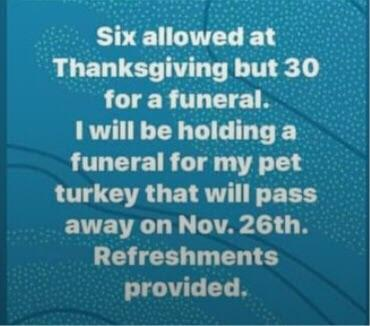 Six allowed at
Thanksgiving but 30
for a funeral.
I will be holding a
funeral for my pet
turkey that will pass
away on Nov. 26th.
Refreshments
provided.